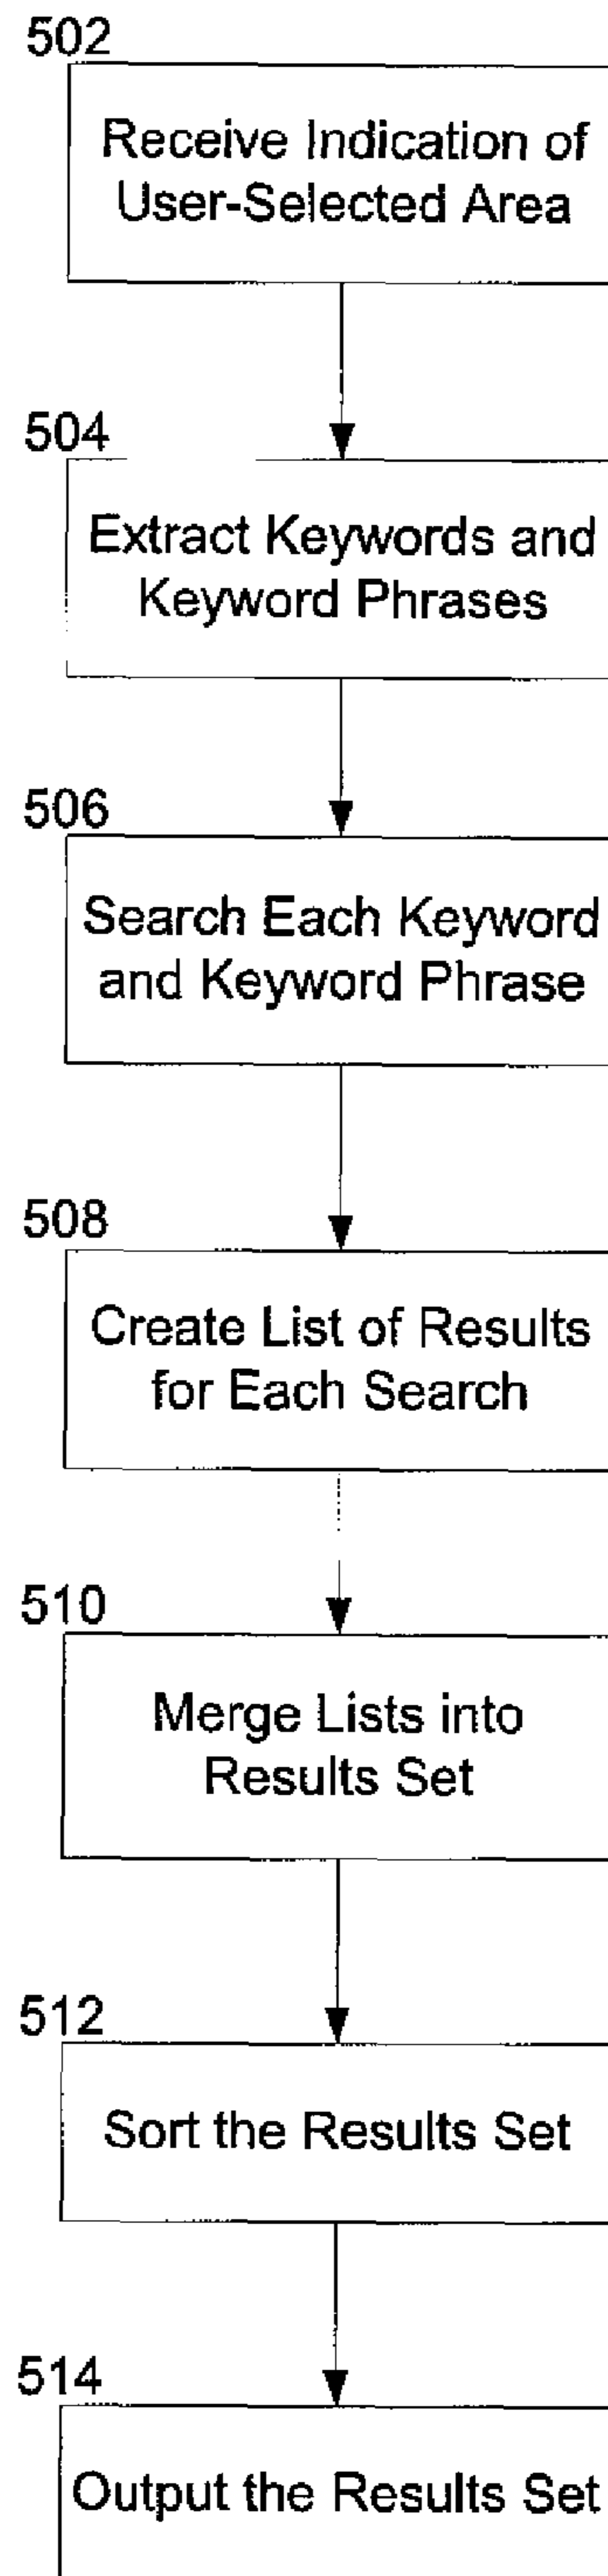 502
Receive Indication of
User-Selected Area
504
Extract Keywords and
Keyword Phrases
506
Search Each Keyword
and Keyword Phrase
508
Create List of Results
for Each Search
510
Merge Lists into
Results Set
512
Sort the Results Set
514
Output the Results Set